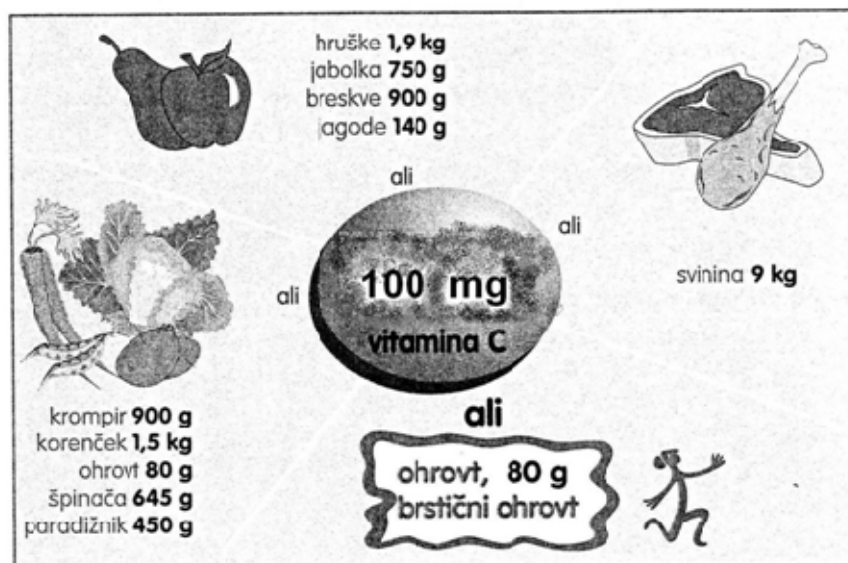 hruške 1,9 kg
jabolka 750 g
breskve 900 g
jagode 140 g
ali
ali
ali
100 mg
vitamina C
svinina 9 kg
krompir 900 g
korenček 1,5 kg
ohrovt 80 g
špinača 645 g
paradižnik 450 g
ali
ohrovt, 80 g
brstični ohrovt